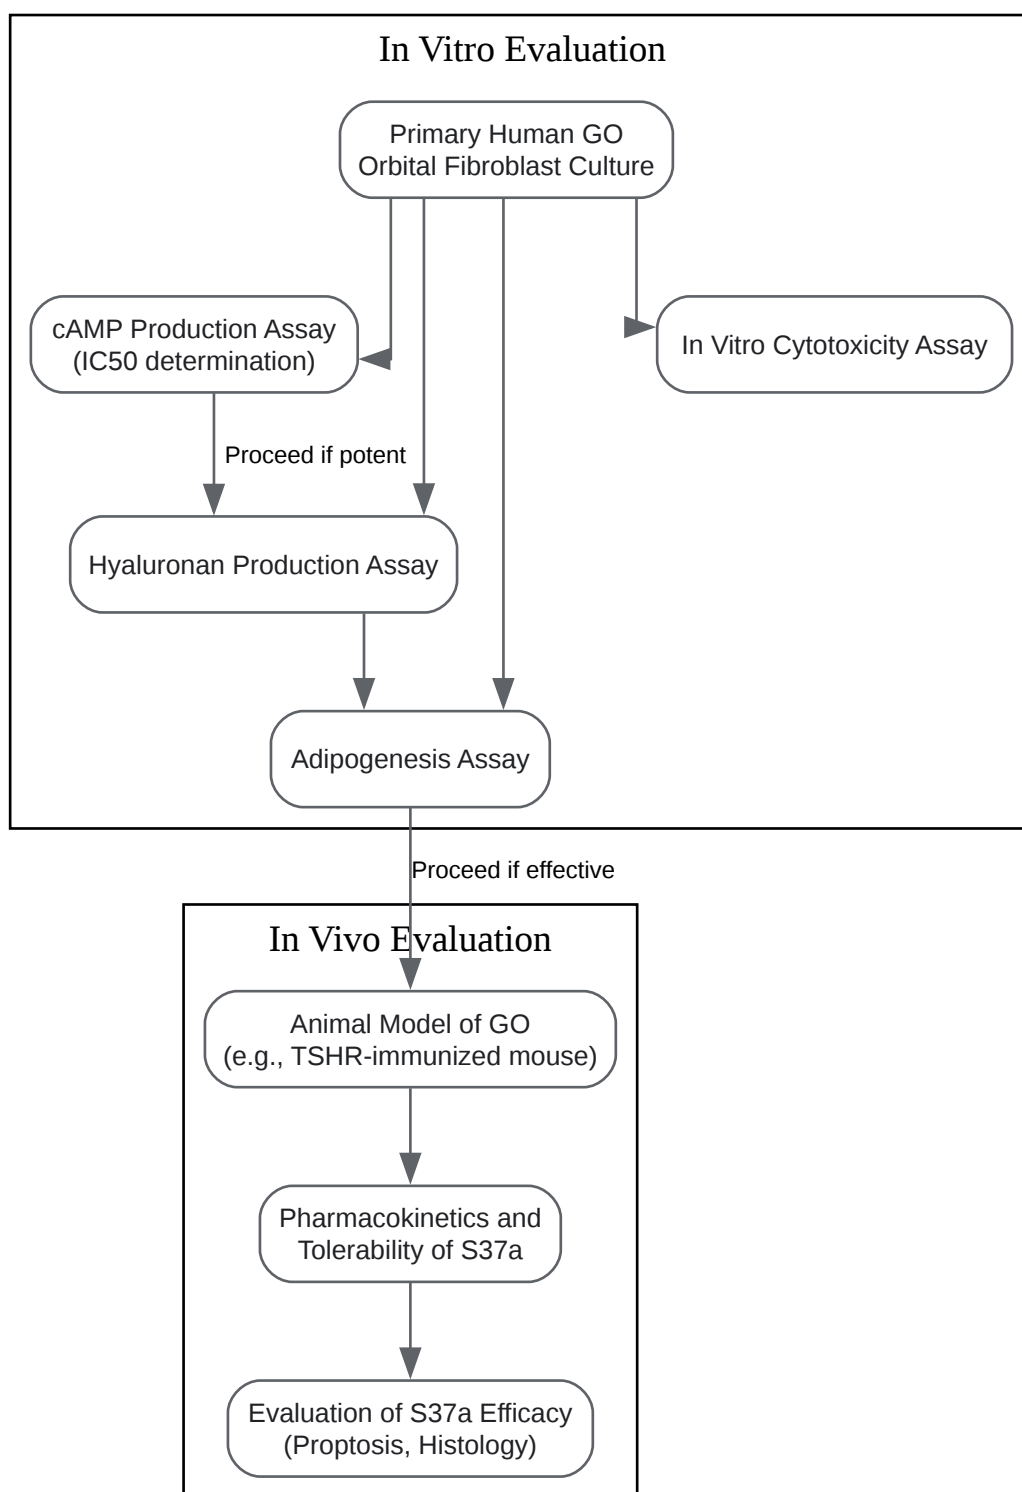 In Vitro Evaluation
Primary Human GO
Orbital Fibroblast Culture
cAMP Production Assay
(IC50 determination)
In Vitro Cytotoxicity Assay
Proceed if potent
Hyaluronan Production Assay
Adipogenesis Assay
Proceed if effective
In Vivo Evaluation
Animal Model of GO
(e.g., TSHR-immunized mouse)
Pharmacokinetics and
Tolerability of S37a
Evaluation of S37a Efficacy
(Proptosis, Histology)